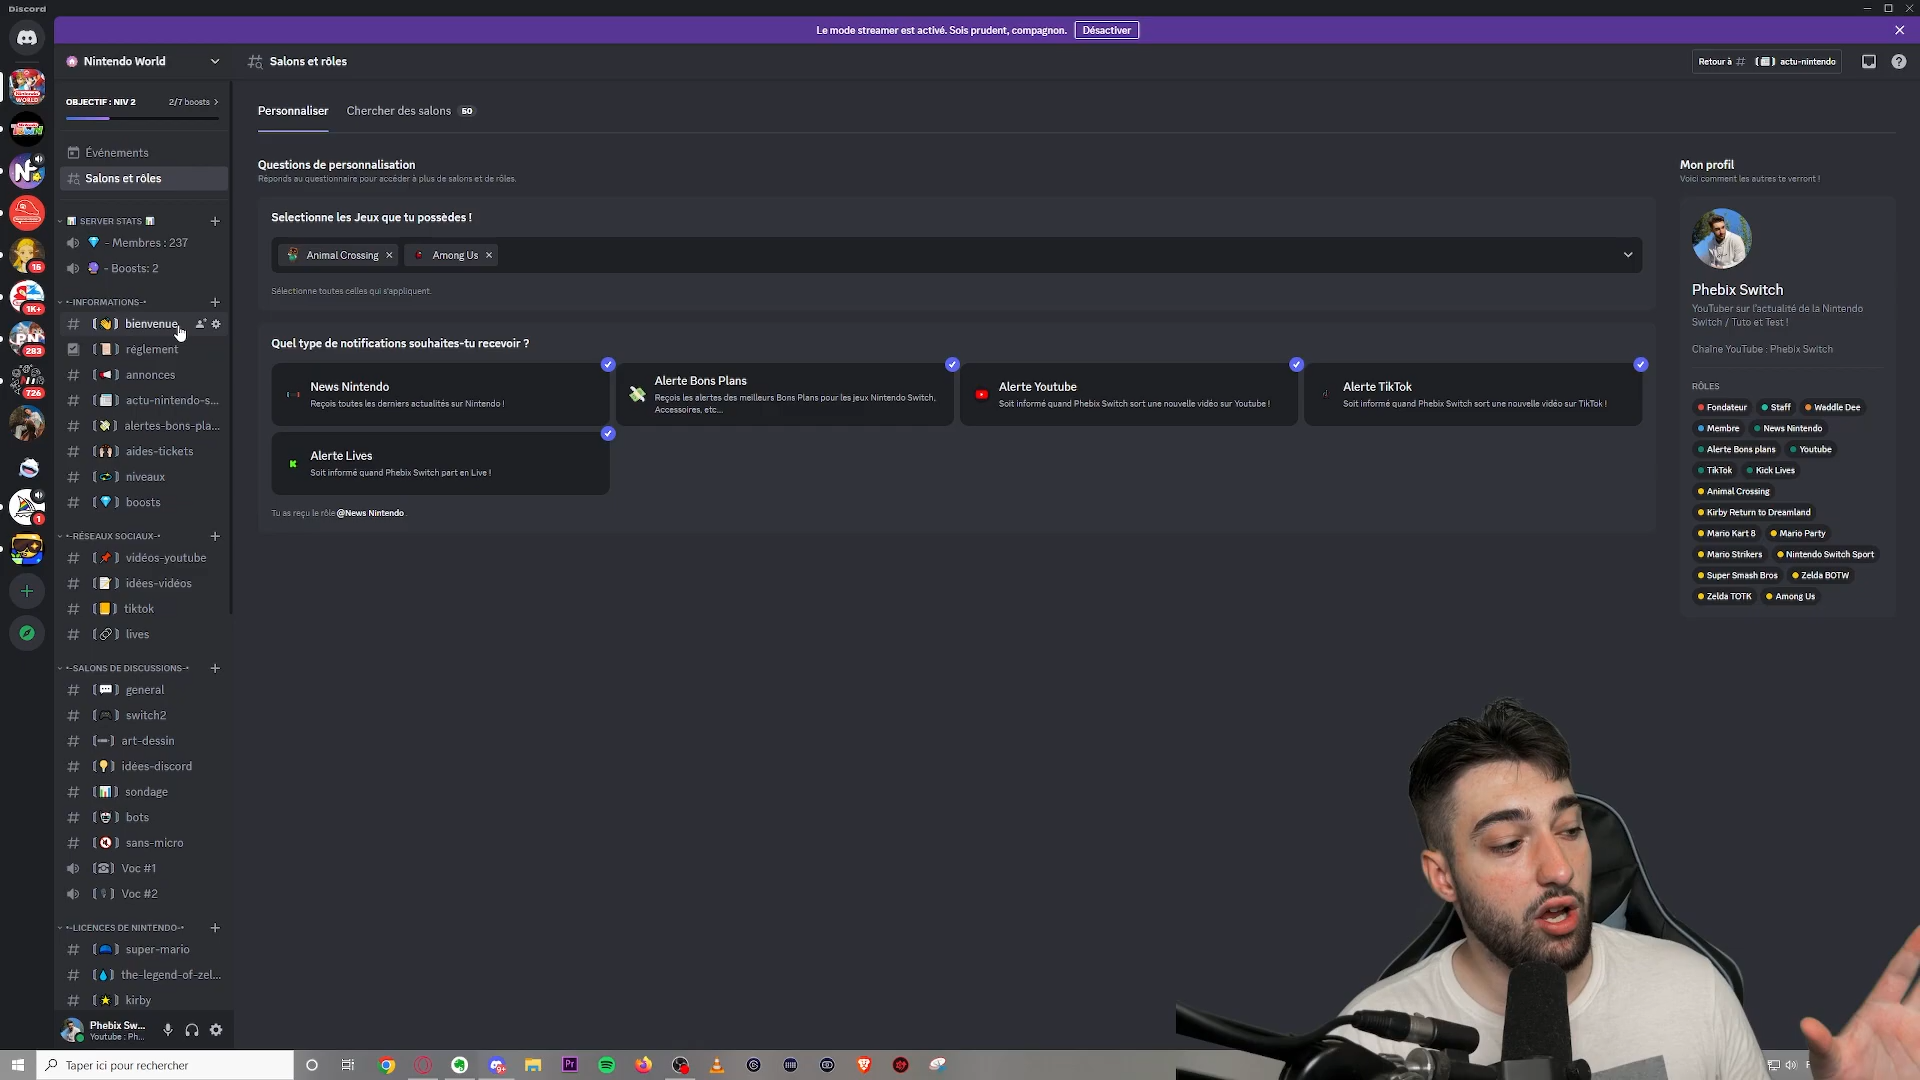 Discord
Le mode streamer est activé. Sois prudent, compagnon. Désactiver
Nintendo World
Salons et rôles
Retour à # 【📰】 actu-nintendo
OBJECTIF : NIV 2 2/7 boosts >
Événements
Salons et rôles
📊 SERVER STATS 📊
💎 - Membres : 237
🔮 - Boosts: 2
•-INFORMATIONS-•
【👋】 bienvenue
【📜】 réglement
【📢】 annonces
【📰】 actu-nintendo-s...
【💸】 alertes-bons-pla...
【🙌】 aides-tickets
niveaux
【💎】 boosts
•-RÉSEAUX SOCIAUX-•
【📌】 vidéos-youtube
【📝】 idées-vidéos
【📒】 tiktok
【🔗】 lives
•-SALONS DE DISCUSSIONS-•
【💬】 general
【🎮】 switch2
art-dessin
【💡】 idées-discord
【📊】 sondage
【🤖】 bots
【🔇】 sans-micro
【☎】 Voc #1
【🎙】 Voc #2
•-LICENCES DE NINTENDO-•
【🧢】 super-mario
【💧】 the-legend-of-zel...
【⭐】 kirby
Phebix Sw...
Youtube : Ph...
Personnaliser
Chercher des salons 50
Questions de personnalisation
Réponds au questionnaire pour accéder à plus de salons et de rôles.
Selectionne les Jeux que tu possèdes !
Animal Crossing × Among Us ×
Sélectionne toutes celles qui s'appliquent.
Quel type de notifications souhaites-tu recevoir ?
News Nintendo
Reçois toutes les derniers actualités sur Nintendo !
Alerte Bons Plans
Reçois les alertes des meilleurs Bons Plans pour les jeux Nintendo Switch,
Accessoires, etc...
Alerte Youtube
Soit informé quand Phebix Switch sort une nouvelle vidéo sur Youtube !
Alerte TikTok
Soit informé quand Phebix Switch sort une nouvelle vidéo sur TikTok !
Alerte Lives
Soit informé quand Phebix Switch part en Live !
Tu as reçu le rôle @News Nintendo .
Mon profil
Voici comment les autres te verront !
Phebix Switch
YouTuber sur l'actualité de la Nintendo
Switch / Tuto et Test !
Chaîne YouTube : Phebix Switch
RÔLES
Fondateur Staff Waddle Dee
Membre News Nintendo
Alerte Bons plans Youtube
TikTok Kick Lives
Animal Crossing
Kirby Return to Dreamland
Mario Kart 8 Mario Party
Mario Strikers Nintendo Switch Sport
Super Smash Bros Zelda BOTW
Zelda TOTK Among Us
WORLD
16
1K+
PN
283
726
1
Taper ici pour rechercher
9+
Pr